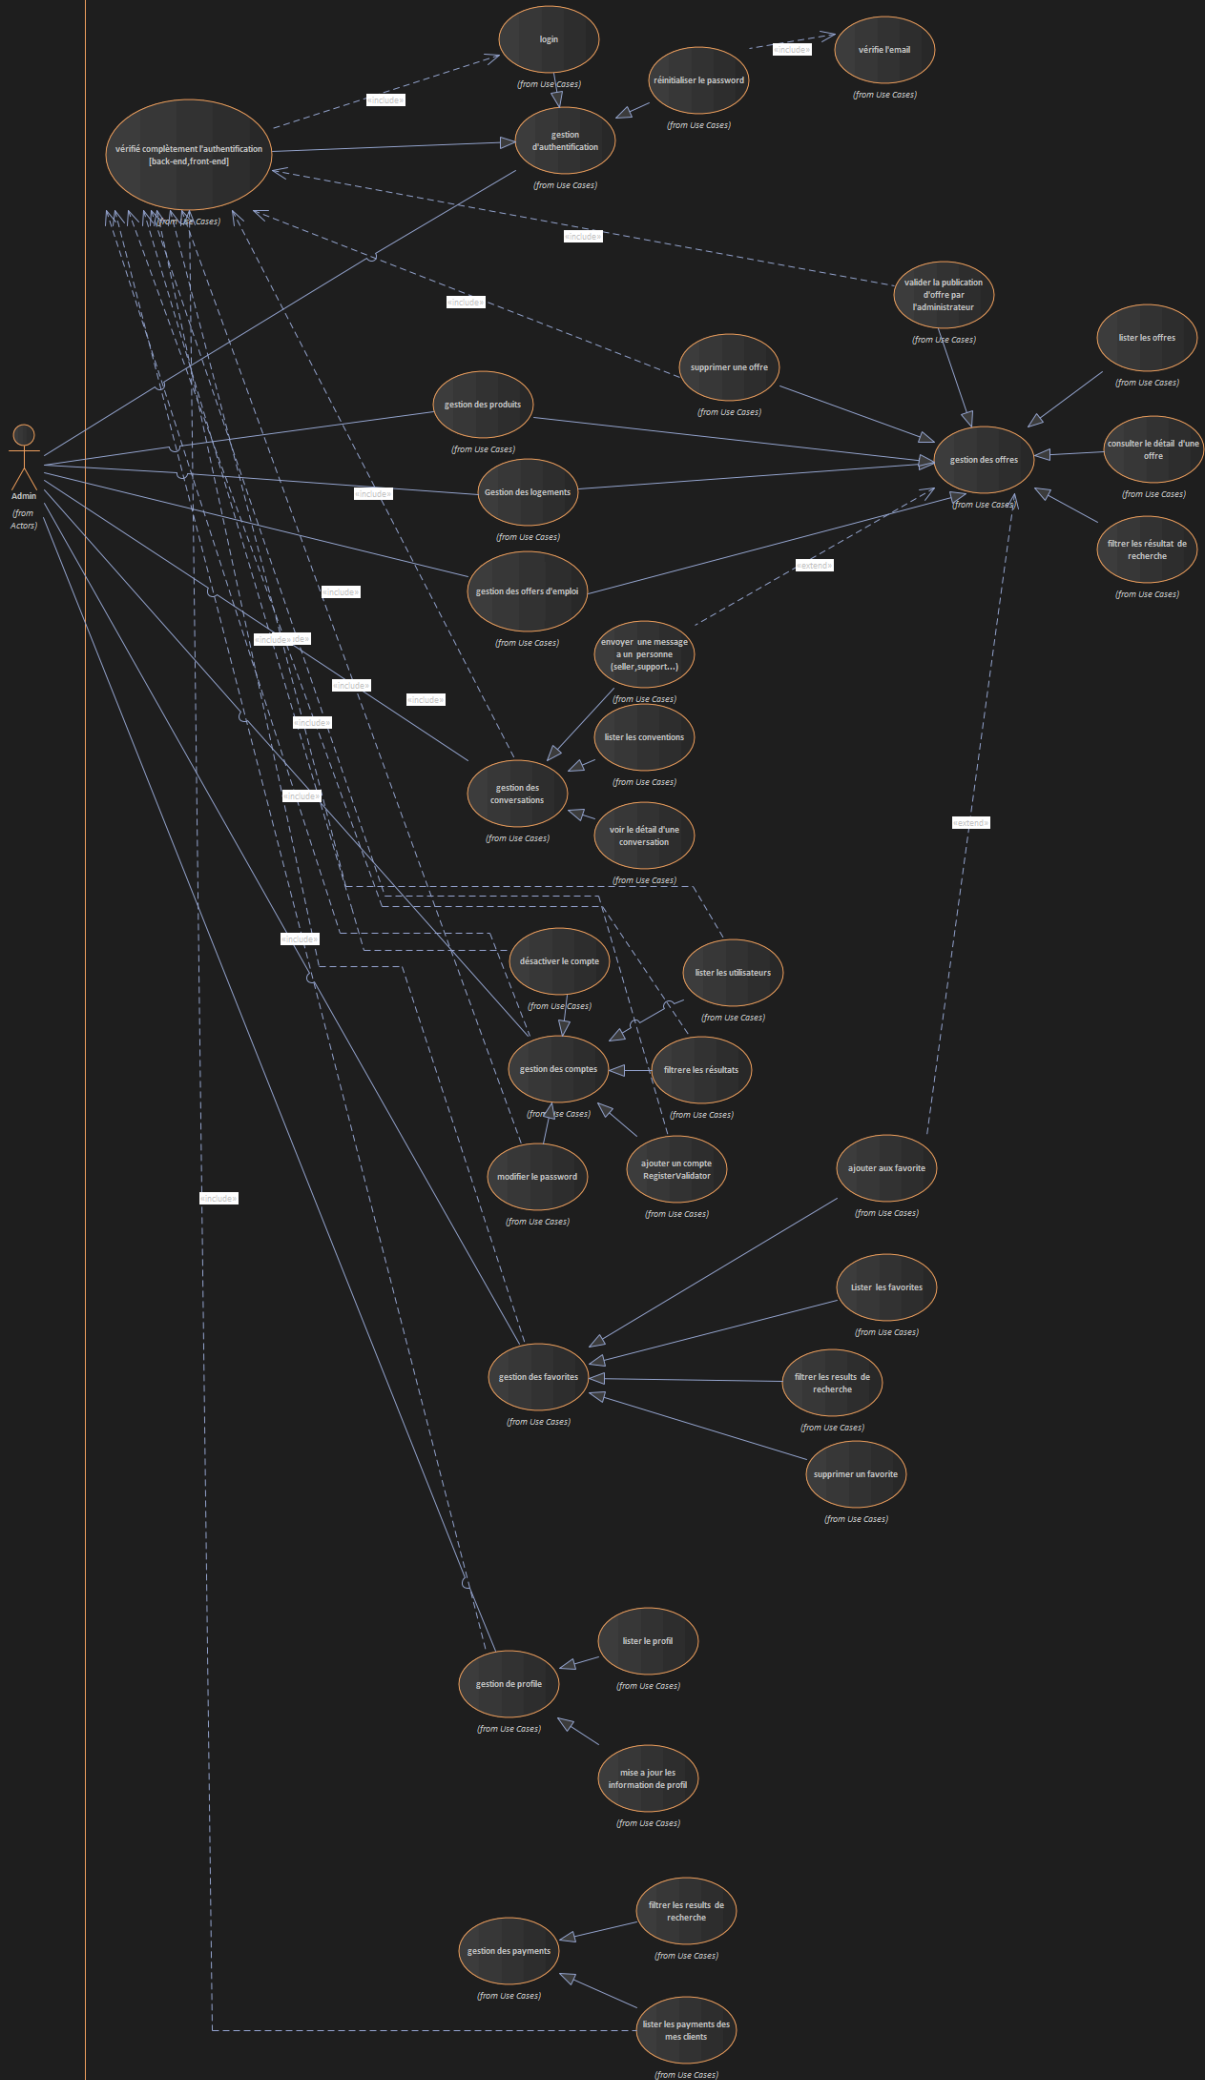 login
(from Use Cases)
réinitialiser le password
(from Use Cases)
«include»
vérifie l'email
(from Use Cases)
«include»
vérifié complètement l'authentification
[back-end,front-end]
(from Use Cases)
gestion
d'authentification
(from Use Cases)
«include»
valider la publication
d'offre par
l'administrateur
(from Use Cases)
«include»
supprimer une offre
(from Use Cases)
lister les offres
(from Use Cases)
gestion des produits
(from Use Cases)
consulter le détail d'une
offre
(from Use Cases)
gestion des offres
(from Use Cases)
Admin
(from
Actors)
Gestion des logements
(from Use Cases)
«include»
filtrer les résultat de
recherche
(from Use Cases)
«extend»
gestion des offers d'emploi
(from Use Cases)
«include»
envoyer une message
a un personne
(seller,support...)
(from Use Cases)
«include»
«include»
«include»
«include»
lister les conventions
(from Use Cases)
gestion des
conversations
(from Use Cases)
«include»
voir le détail d'une
conversation
(from Use Cases)
«extend»
«include»
désactiver le compte
(from Use Cases)
lister les utilisateurs
(from Use Cases)
gestion des comptes
(from Use Cases)
filtrere les résultats
(from Use Cases)
modifier le password
(from Use Cases)
ajouter un compte
RegisterValidator
(from Use Cases)
ajouter aux favorite
(from Use Cases)
«include»
Lister les favorites
(from Use Cases)
gestion des favorites
(from Use Cases)
filtrer les results de
recherche
(from Use Cases)
supprimer un favorite
(from Use Cases)
lister le profil
(from Use Cases)
gestion de profile
(from Use Cases)
mise a jour les
information de profil
(from Use Cases)
filtrer les results de
recherche
(from Use Cases)
gestion des payments
(from Use Cases)
lister les payments des
mes clients
(from Use Cases)